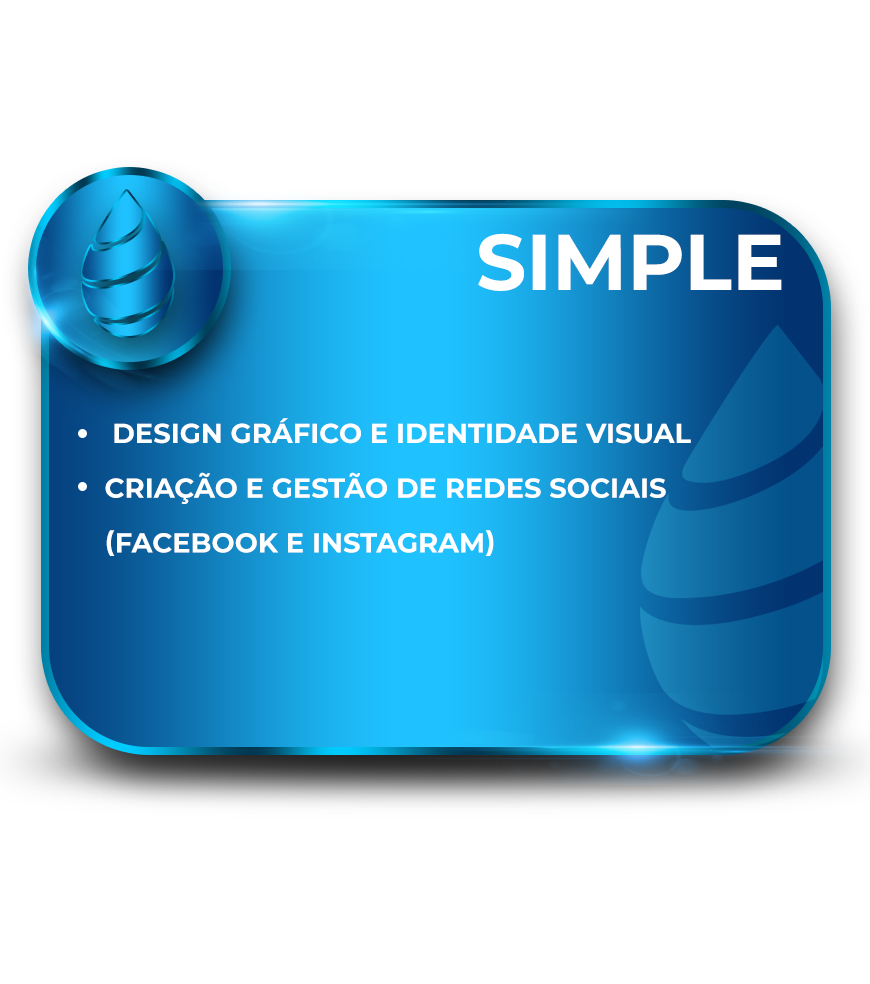 SIMPLE
• DESIGN GRÁFICO E IDENTIDADE VISUAL
• CRIAÇÃO E GESTÃO DE REDES SOCIAIS
(FACEBOOK E INSTAGRAM)